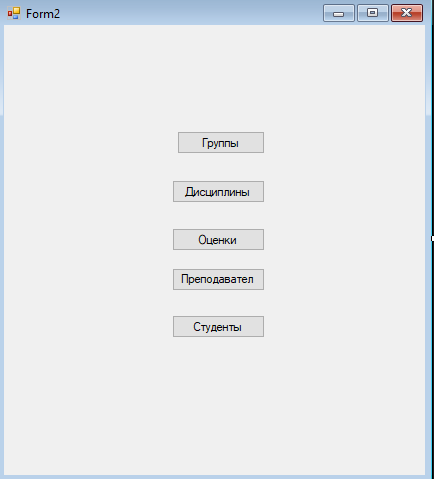 Form2
Группы
Дисциплины
Оценки
Преподавател
Студенты